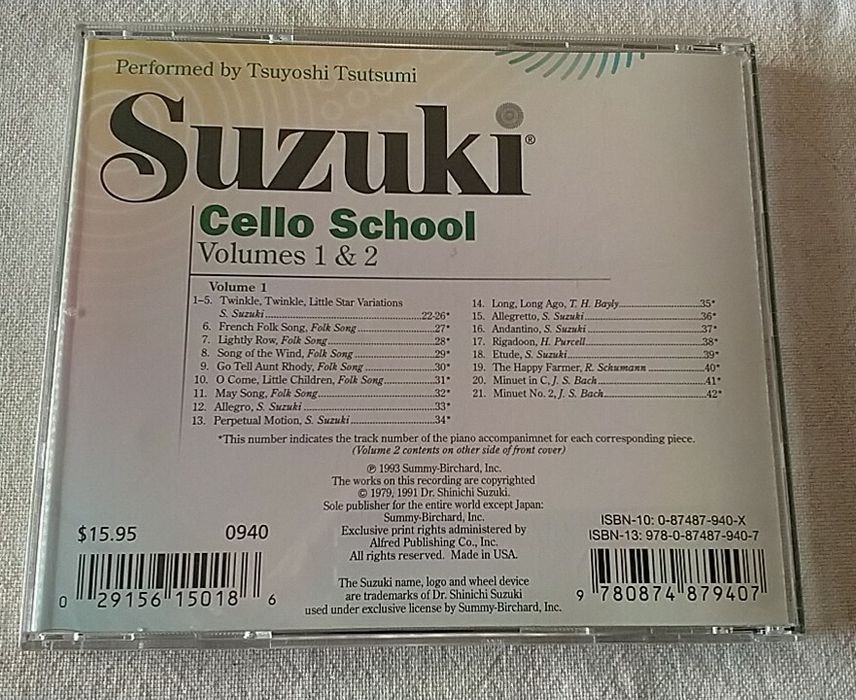 Performed by Tsuyoshi Tsutsumi
Suzuki®
Cello School
Volumes 1 & 2
Volume 1
1–5. Twinkle, Twinkle, Little Star Variations
S. Suzuki..............................22-26*
6. French Folk Song, Folk Song..............................27*
7. Lightly Row, Folk Song..............................28*
8. Song of the Wind, Folk Song..............................29*
9. Go Tell Aunt Rhody, Folk Song..............................30*
10. O Come, Little Children, Folk Song..............................31*
11. May Song, Folk Song..............................32*
12. Allegro, S. Suzuki..............................33*
13. Perpetual Motion, S. Suzuki..............................34*
14. Long, Long Ago, T. H. Bayly..............................35*
15. Allegretto, S. Suzuki..............................36*
16. Andantino, S. Suzuki..............................37*
17. Rigadoon, H. Purcell..............................38*
18. Etude, S. Suzuki..............................39*
19. The Happy Farmer, R. Schumann..............................40*
20. Minuet in C, J. S. Bach..............................41*
21. Minuet No. 2, J. S. Bach..............................42*
*This number indicates the track number of the piano accompanimnet for each corresponding piece.
(Volume 2 contents on other side of front cover)
℗ 1993 Summy-Birchard, Inc.
The works on this recording are copyrighted
© 1979, 1991 Dr. Shinichi Suzuki.
Sole publisher for the entire world except Japan:
Summy-Birchard, Inc.
Exclusive print rights administered by
Alfred Publishing Co., Inc.
All rights reserved. Made in USA.
The Suzuki name, logo and wheel device
are trademarks of Dr. Shinichi Suzuki
used under exclusive license by Summy-Birchard, Inc.
$15.95 0940
0 29156 15018 6
ISBN-10: 0-87487-940-X
ISBN-13: 978-0-87487-940-7
9 780874 879407